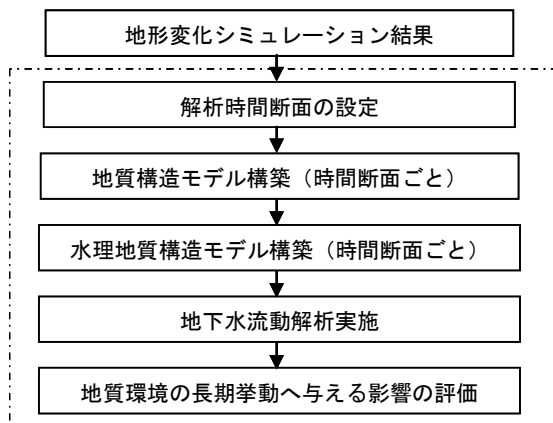 地形変化シミュレーション結果
解析時間断面の設定
地質構造モデル構築（時間断面ごと）
水理地質構造モデル構築（時間断面ごと）
地下水流動解析実施
地質環境の長期挙動へ与える影響の評価